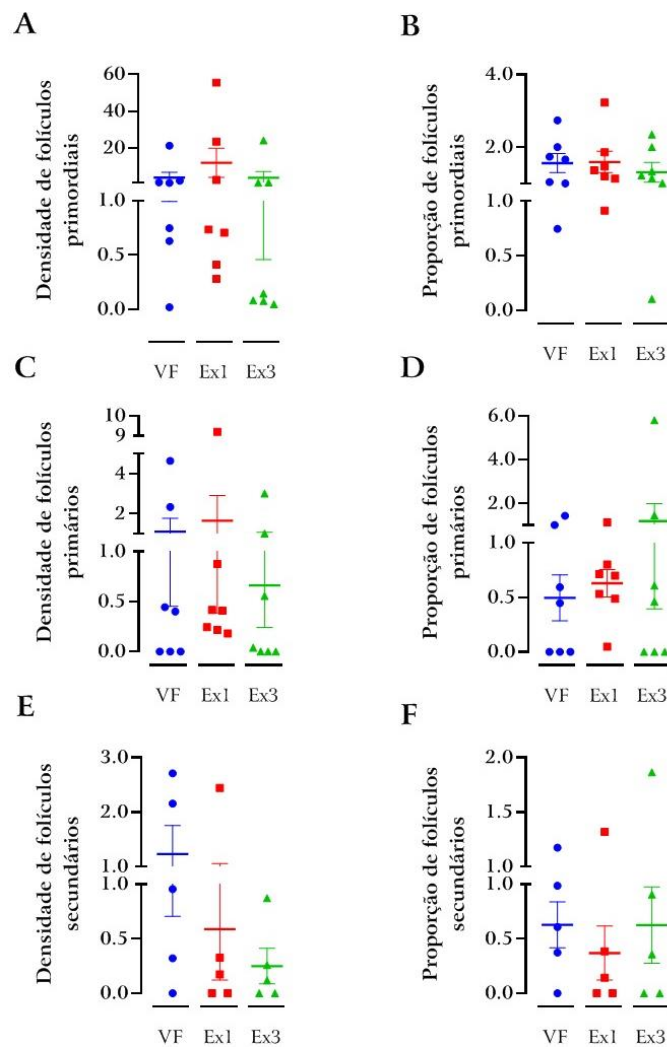 A
Densidade de folículos
primordiais
60
40
20
1.0
0.5
0.0
VF Ex1 Ex3
B
Proporção de folículos
primordiais
4.0
2.0
1.0
0.5
0.0
VF Ex1 Ex3
C
Densidade de folículos
primários
10
9
4
2
1.0
0.5
0.0
VF Ex1 Ex3
D
Proporção de folículos
primários
6.0
4.0
2.0
1.0
0.5
0.0
VF Ex1 Ex3
E
Densidade de folículos
secundários
3.0
2.0
1.0
1.0
0.5
0.0
VF Ex1 Ex3
F
Proporção de folículos
secundários
2.0
1.5
1.0
1.0
0.5
0.0
VF Ex1 Ex3